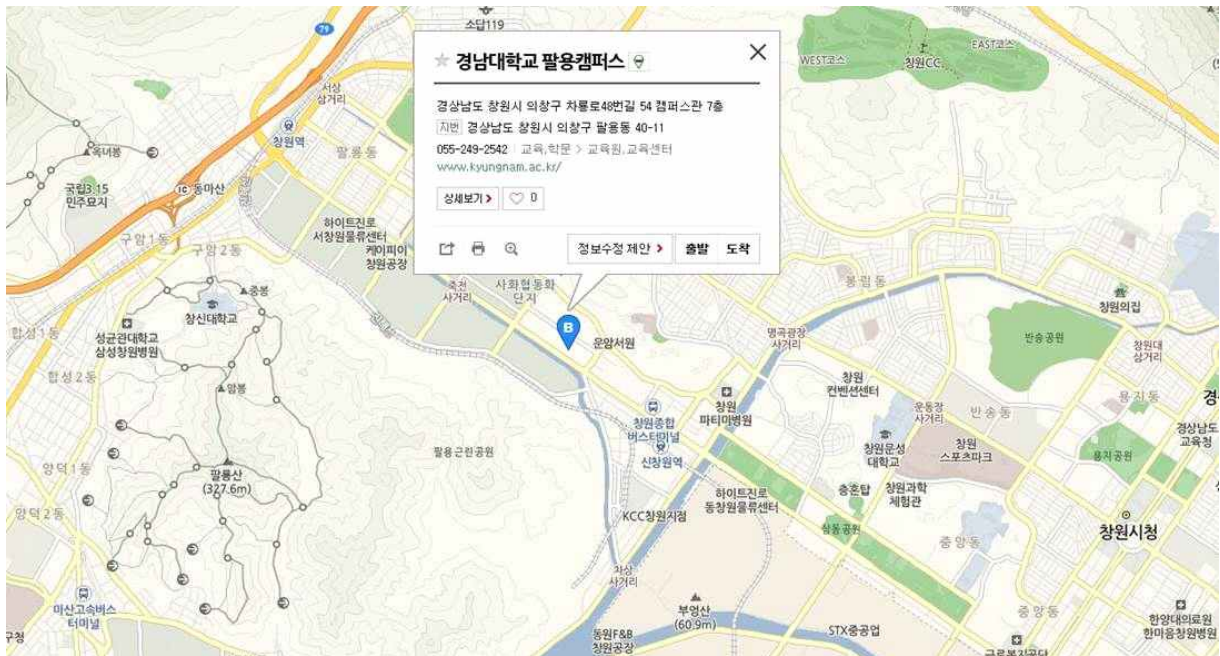 소답119
79
경남대학교 팔용캠퍼스
경상남도 창원시 의창구 차룡로48번길 54 캠퍼스관 7층
지번 경상남도 창원시 의창구 팔용동 40-11
055-249-2542 교육,학문 > 교육원,교육센터
www.kyungnam.ac.kr/
상세보기
0
정보수정 제안
출발
도착
EAST코스
WEST코스
창원CC
서상
삼거리
창원역
팔용동
옥녀봉
국립3.15
민주묘지
IC 동마산
구암1동
구암2동
하이트진로
서창원물류센터
케이피이
창원공장
죽전
사거리
사화협동화
단지
중봉
창신대학교
합성1동
성균관대학교
삼성창원병원
합성2동
암봉
B
운암서원
봉림동
명곡광장
사거리
창원의집
반송공원
창원대
삼거리
창원
컨벤션센터
용지동
창원
파티마병원
창원종합
버스터미널
신창원역
운동장
사거리
반송동
창원문성
대학교
창원
스포츠파크
경상남도
교육청
용지공원
팔용근린공원
양덕1동
팔룡산
(327.6m)
양덕2동
하이트진로
동창원물류센터
KCC창원지점
충혼탑
창원과학
체험관
삼동공원
창원시청
중앙동
차상
사거리
마산고속버스
터미널
부엉산
(60.9m)
STX중공업
중앙동
한양대의료원
한마음창원병원
동원F&B
창원공장
구청
근로복지공단